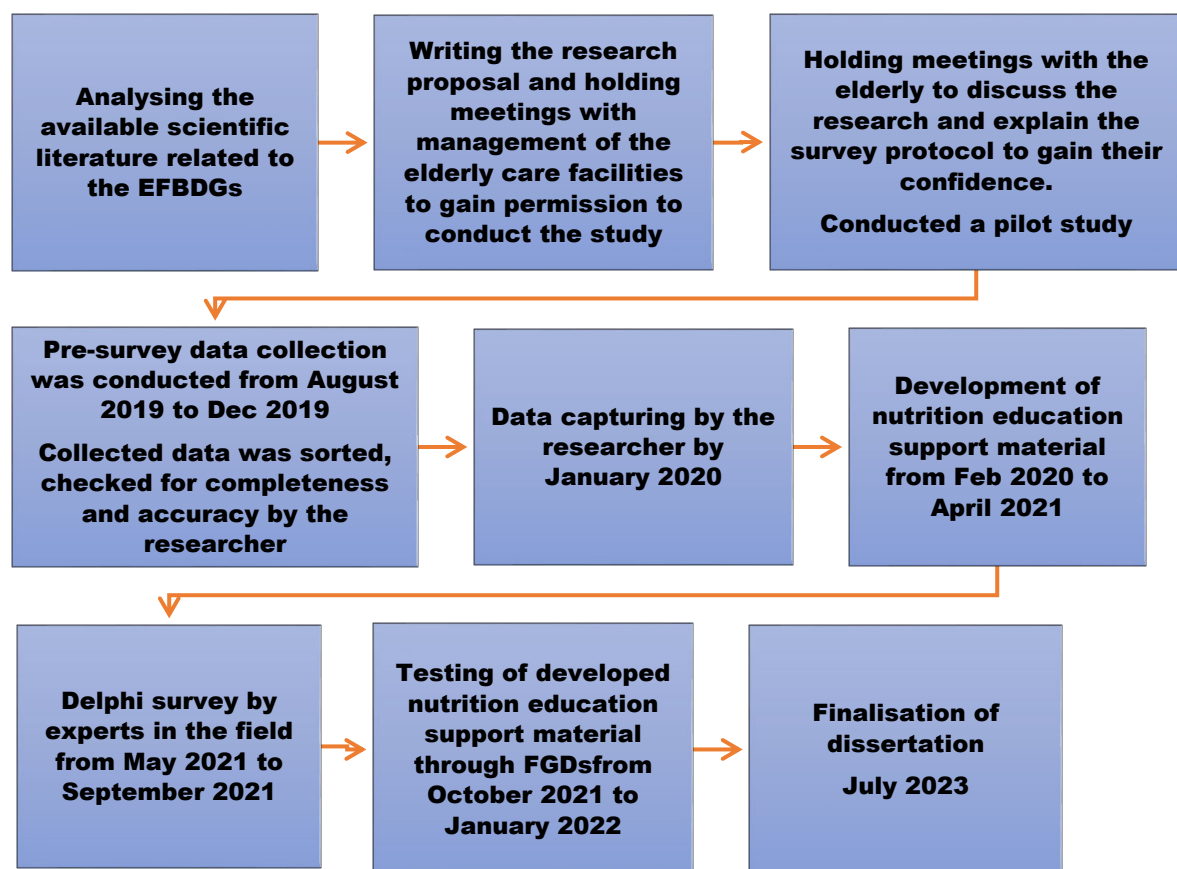 Analysing the
available scientific
literature related to
the EFBDGs
Writing the research
proposal and holding
meetings with
management of the
elderly care facilities
to gain permission to
conduct the study
Holding meetings with the
elderly to discuss the
research and explain the
survey protocol to gain their
confidence.
Conducted a pilot study
Pre-survey data collection
was conducted from August
2019 to Dec 2019
Collected data was sorted,
checked for completeness
and accuracy by the
researcher
Data capturing by the
researcher by
January 2020
Development of
nutrition education
support material
from Feb 2020 to
April 2021
Delphi survey by
experts in the field
from May 2021 to
September 2021
Testing of developed
nutrition education
support material
through FGDsfrom
October 2021 to
January 2022
Finalisation of
dissertation
July 2023